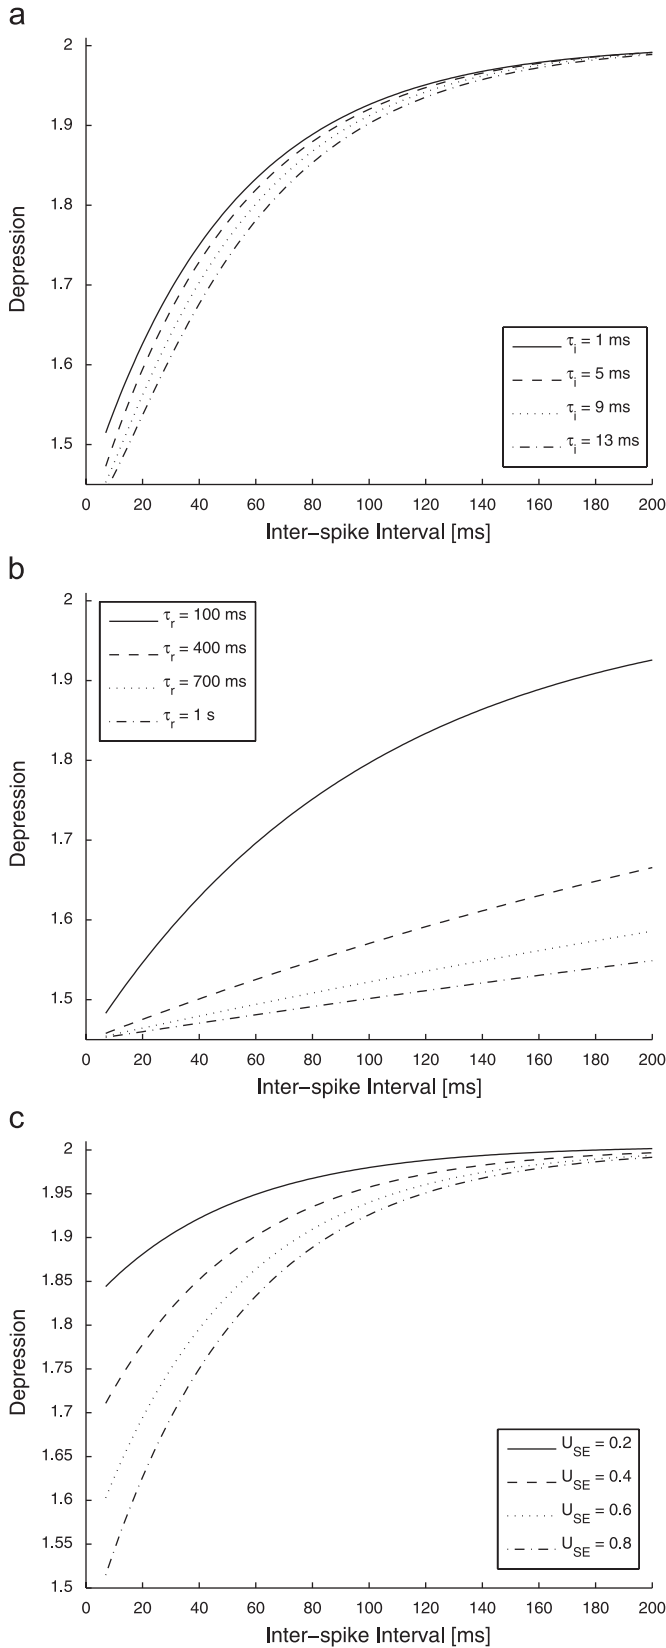 a
2
1.9
1.8
1.7
1.6
1.5
Depression
τi = 1 ms
τi = 5 ms
τi = 9 ms
τi = 13 ms
0 20 40 60 80 100 120 140 160 180 200
Inter-spike Interval [ms]
b
2
1.9
1.8
1.7
1.6
1.5
Depression
τr = 100 ms
τr = 400 ms
τr = 700 ms
τr = 1 s
0 20 40 60 80 100 120 140 160 180 200
Inter-spike Interval [ms]
c
2
1.95
1.9
1.85
1.8
1.75
1.7
1.65
1.6
1.55
1.5
Depression
USE = 0.2
USE = 0.4
USE = 0.6
USE = 0.8
0 20 40 60 80 100 120 140 160 180 200
Inter-spike Interval [ms]